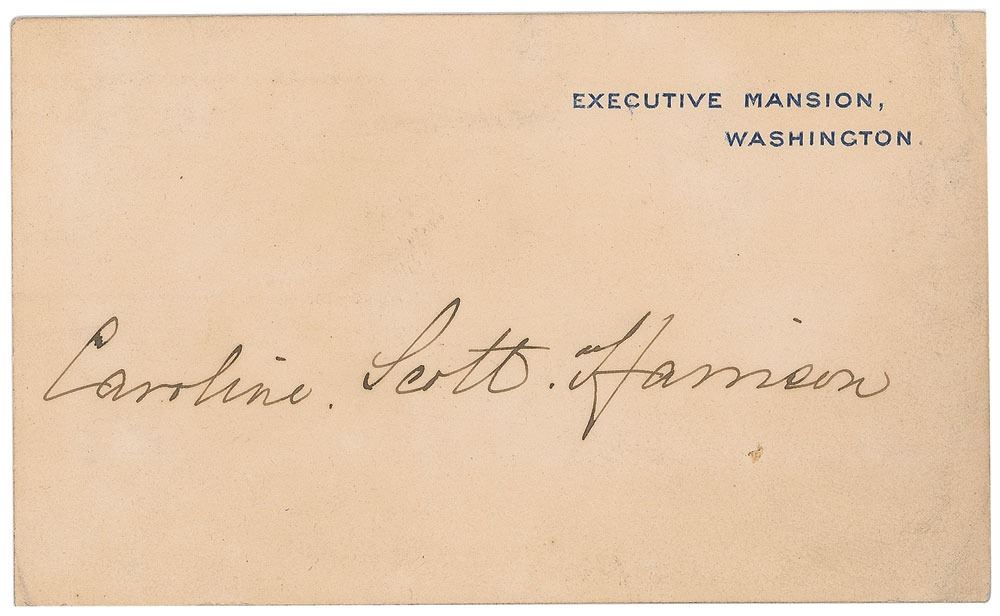 EXECUTIVE MANSION,
WASHINGTON.
Caroline. Scott. Harrison